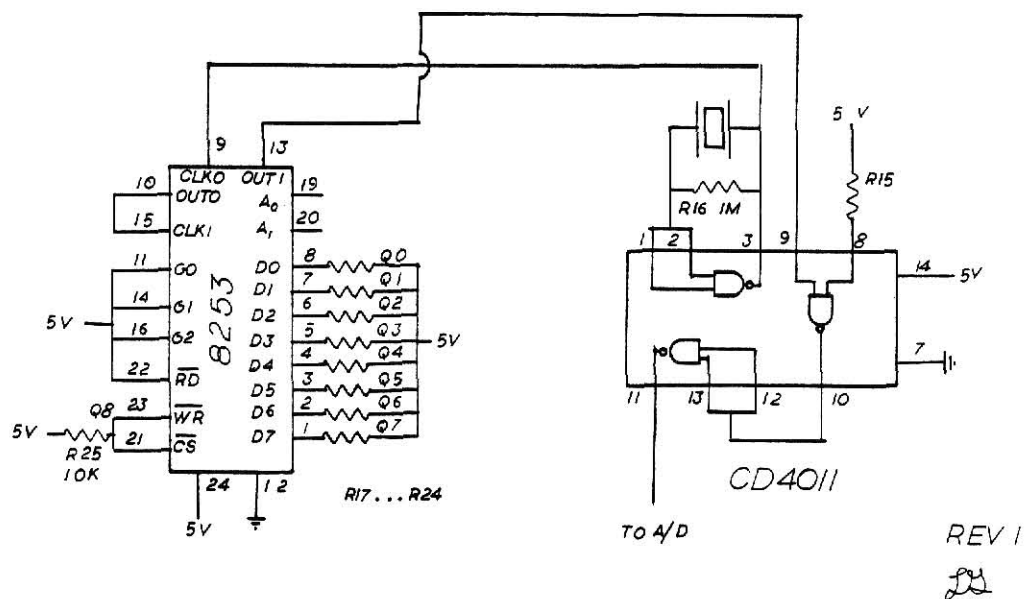 9 13
CLK0 OUT1
10 OUT0 A0 19
15 CLK1 A1 20
11 G0 D0 8 Q0
D1 7 Q1
14 G1 D2 6 Q2
5V 16 G2 D3 5 Q3 5V
D4 4 Q4
22 RD D5 3 Q5
Q8 23 WR D6 2 Q6
5V 21 CS D7 1 Q7
R25
10K
8253
24 12
5V
R17...R24
5 V
R15
R16 1M
1 2 3 9 8
14 5V
7
11 13 12 10
CD4011
TO A/D
REV 1